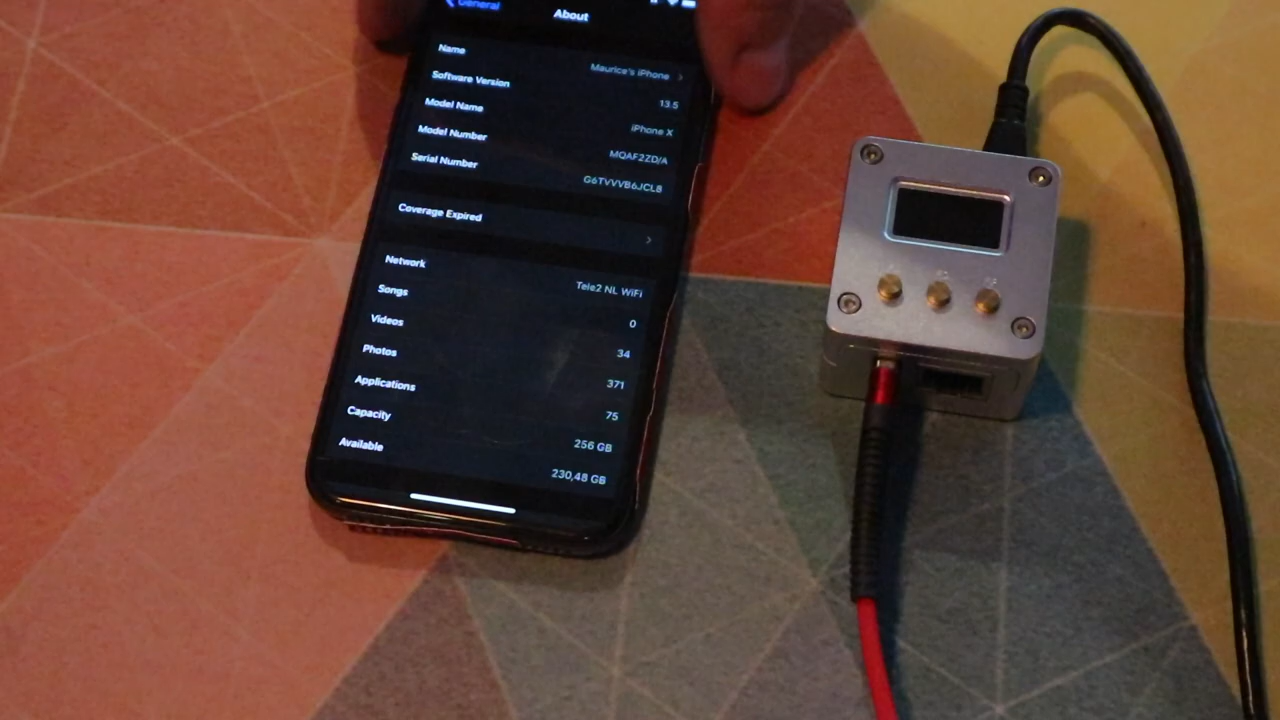 General
About
Name
Maurice's iPhone
Software Version
13.5
Model Name
iPhone X
Model Number
MQAF2ZD/A
Serial Number
G6TVVVB6JCL8
Coverage Expired
Network
Tele2 NL WiFi
Songs
0
Videos
34
Photos
371
Applications
75
Capacity
256 GB
Available
230,48 GB